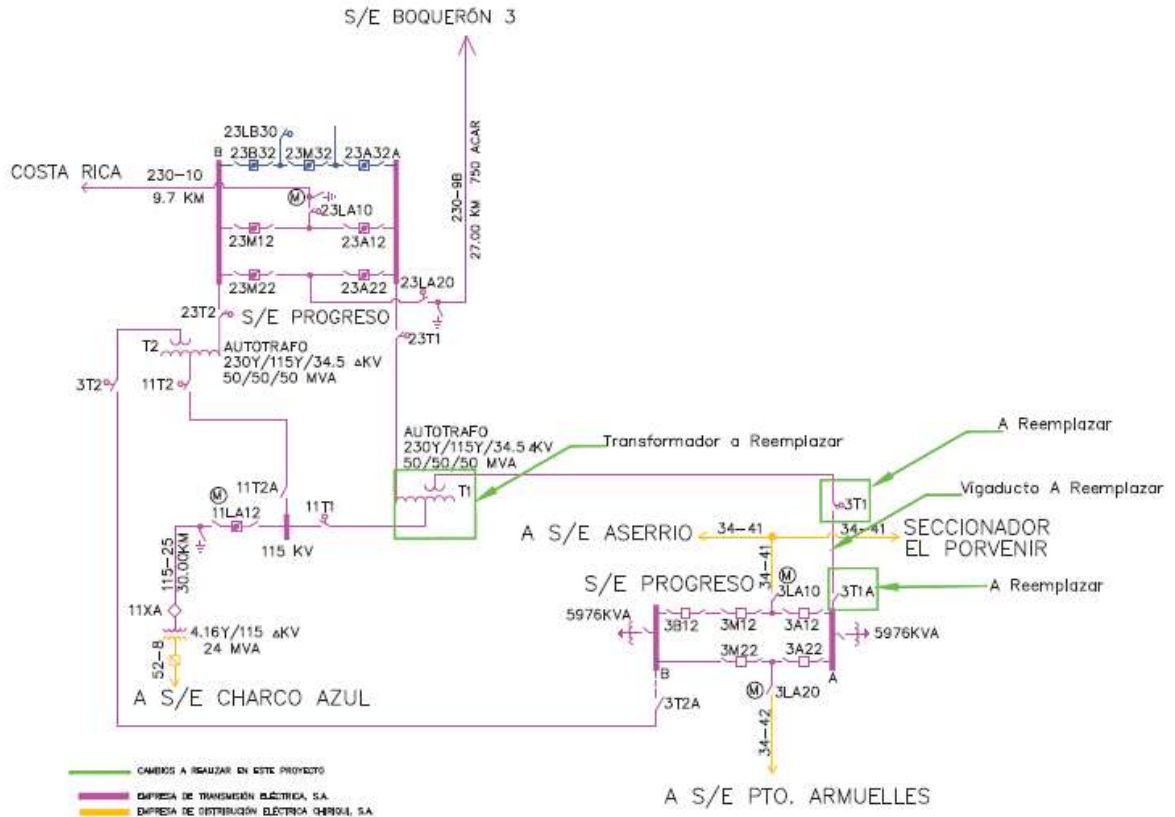 S/E BOQUERÓN 3
23LB30
B
23B32
23M32
23A32
A
COSTA RICA
230-10
9.7 KM
M
23LA10
230-9B
27.00 KM 750 ACAR
23M12
23A12
23M22
23A22
23LA20
23T2
S/E PROGRESO
23T1
T2
AUTOTRAFO
230Y/115Y/34.5 ΔKV
50/50/50 MVA
3T2
11T2
AUTOTRAFO
230Y/115Y/34.5 ΔKV
50/50/50 MVA
T1
Transformador a Reemplazar
A Reemplazar
3T1
Vigaducto A Reemplazar
11T2A
M
11LA12
11T1
115 KV
A S/E ASERRIO
34-41
34-41
SECCIONADOR
EL PORVENIR
34-41
115-25
30.00KM
S/E PROGRESO
M
3LA10
3T1A
A Reemplazar
11XA
5976KVA
3B12
3M12
3A12
5976KVA
4.16Y/115 ΔKV
24 MVA
3M22
3A22
B
A
52-8
M
3LA20
A S/E CHARCO AZUL
3T2A
34-42
A S/E PTO. ARMUELLES
CAMBIOS A REALIZAR EN ESTE PROYECTO
EMPRESA DE TRANSMISIÓN ELÉCTRICA, S.A.
EMPRESA DE DISTRIBUCIÓN ELÉCTRICA CHIRIQUI, S.A.